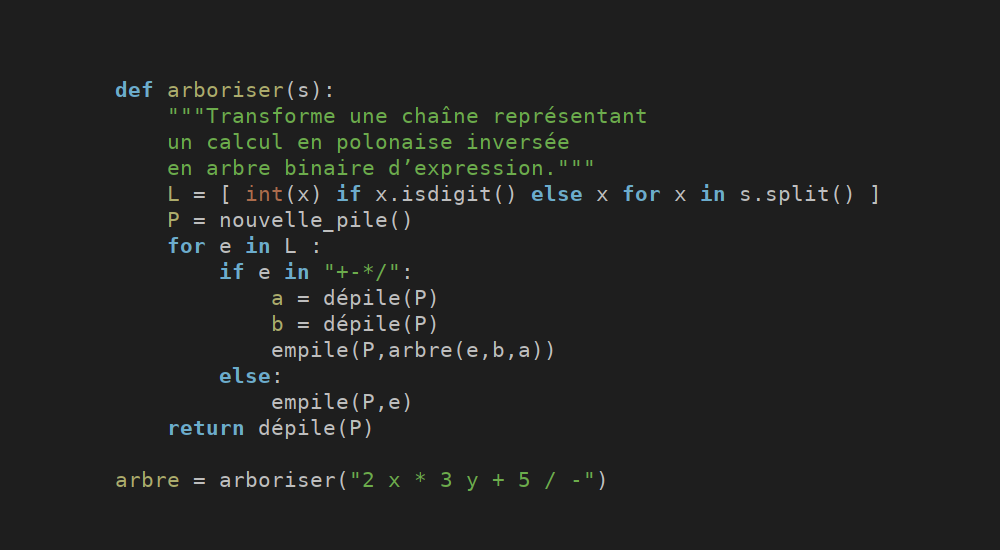 def arboriser(s):
    """Transforme une chaîne représentant
    un calcul en polonaise inversée
    en arbre binaire d’expression."""
    L = [ int(x) if x.isdigit() else x for x in s.split() ]
    P = nouvelle_pile()
    for e in L :
        if e in "+-*/":
            a = dépile(P)
            b = dépile(P)
            empile(P,arbre(e,b,a))
        else:
            empile(P,e)
    return dépile(P)

arbre = arboriser("2 x * 3 y + 5 / -")